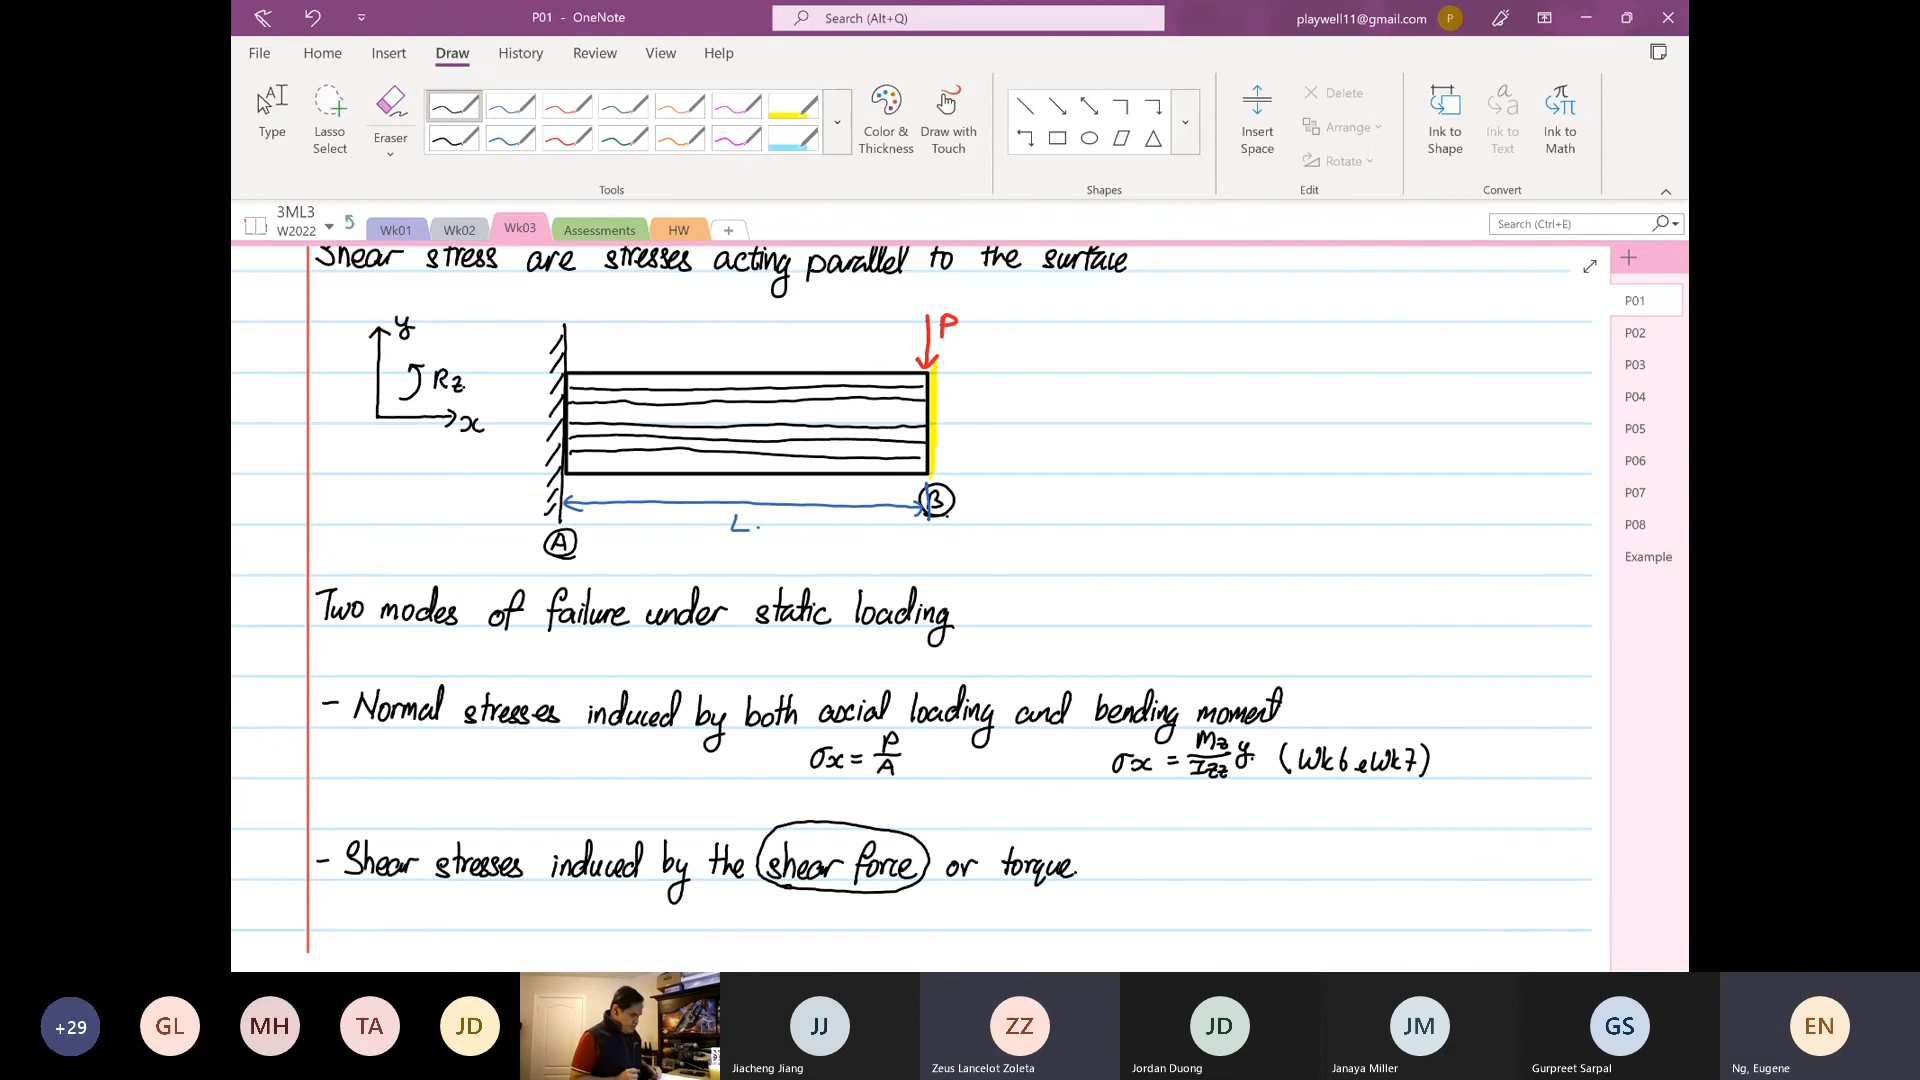 P01 - OneNote
Search (Alt+Q)
playwell11@gmail.com
P
File Home Insert Draw History Review View Help
Type
Lasso Select
Eraser
Color & Thickness
Draw with Touch
Insert Space
Delete
Arrange
Rotate
Ink to Shape
Ink to Text
Ink to Math
Tools Shapes Edit Convert
3ML3
W2022
Wk01 Wk02 Wk03 Assessments HW +
Search (Ctrl+E)
Shear stress are stresses acting parallel to the surface
y
Rz
x
P
L.
B
A
Two modes of failure under static loading
- Normal stresses induced by both axial loading and bending moment
σx = P/A σx = Mz/Izz y. (Wk6 & Wk7)
- Shear stresses induced by the shear force or torque.
P01
P02
P03
P04
P05
P06
P07
P08
Example
+29 GL MH TA JD JJ ZZ JD JM GS EN
Jiacheng Jiang Zeus Lancelot Zoleta Jordan Duong Janaya Miller Gurpreet Sarpal Ng, Eugene